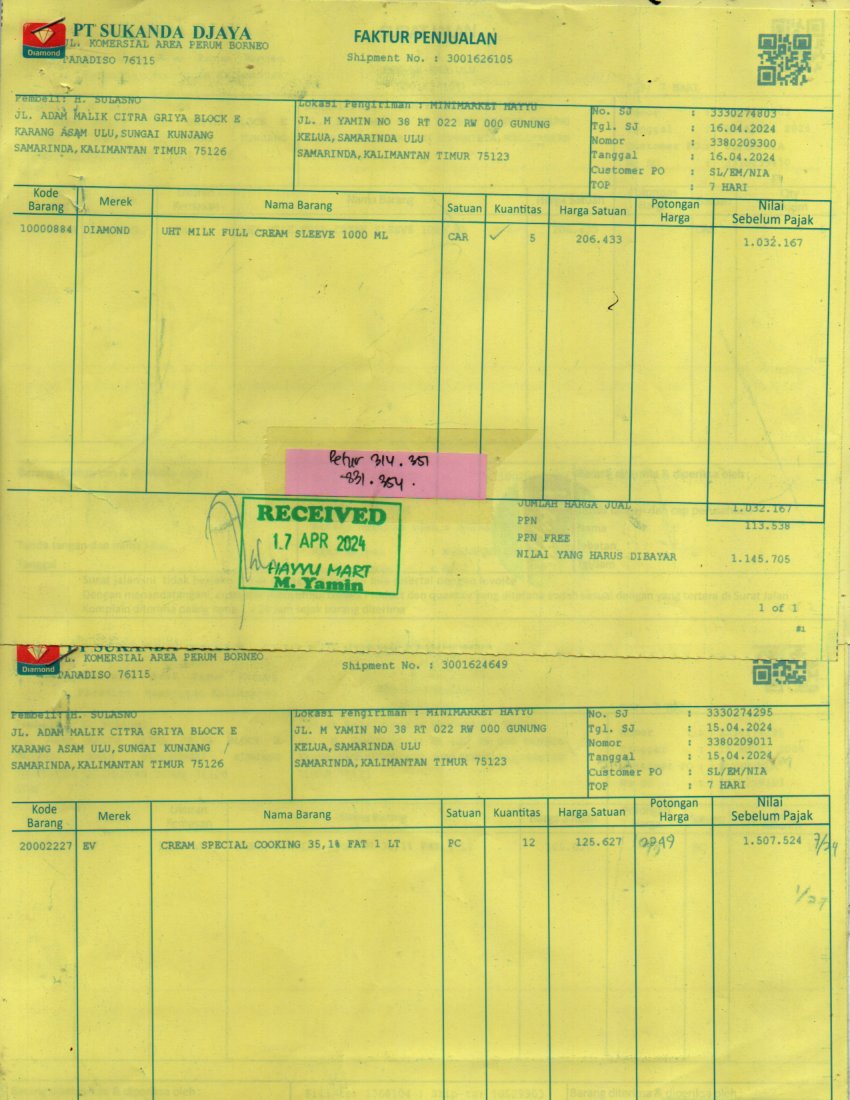 PT SUKANDA DJAYA
Diamond
JL. KOMERSIAL AREA PERUM BORNEO
PARADISO 76115
FAKTUR PENJUALAN
Shipment No. : 3001626105
Pembeli: H. SULASNO
JL. ADAM MALIK CITRA GRIYA BLOCK E
KARANG ASAM ULU,SUNGAI KUNJANG
SAMARINDA,KALIMANTAN TIMUR 75126
Lokasi Pengiriman : MINIMARKET HAYYU
JL. M YAMIN NO 38 RT 022 RW 000 GUNUNG
KELUA,SAMARINDA ULU
SAMARINDA,KALIMANTAN TIMUR 75123
No. SJ : 3330274803
Tgl. SJ : 16.04.2024
Nomor : 3380209300
Tanggal : 16.04.2024
Customer PO : SL/EM/NIA
TOP : 7 HARI
Kode Barang Merek Nama Barang Satuan Kuantitas Harga Satuan Potongan Harga Nilai Sebelum Pajak
10000884 DIAMOND UHT MILK FULL CREAM SLEEVE 1000 ML CAR 5 206.433 1.032.167
Retur 314.351
831.354.
RECEIVED
17 APR 2024
HAYYU MART
M. Yamin
JUMLAH HARGA JUAL 1.032.167
PPN 113.538
PPN FREE
NILAI YANG HARUS DIBAYAR 1.145.705
1 of 1
#1
Diamond
JL. KOMERSIAL AREA PERUM BORNEO
PARADISO 76115
Shipment No. : 3001624649
Pembeli: H. SULASNO
JL. ADAM MALIK CITRA GRIYA BLOCK E
KARANG ASAM ULU,SUNGAI KUNJANG
SAMARINDA,KALIMANTAN TIMUR 75126
Lokasi Pengiriman : MINIMARKET HAYYU
JL. M YAMIN NO 38 RT 022 RW 000 GUNUNG
KELUA,SAMARINDA ULU
SAMARINDA,KALIMANTAN TIMUR 75123
No. SJ : 3330274295
Tgl. SJ : 15.04.2024
Nomor : 3380209011
Tanggal : 15.04.2024
Customer PO : SL/EM/NIA
TOP : 7 HARI
Kode Barang Merek Nama Barang Satuan Kuantitas Harga Satuan Potongan Harga Nilai Sebelum Pajak
20002227 EV CREAM SPECIAL COOKING 35,1% FAT 1 LT PC 12 125.627 1.507.524